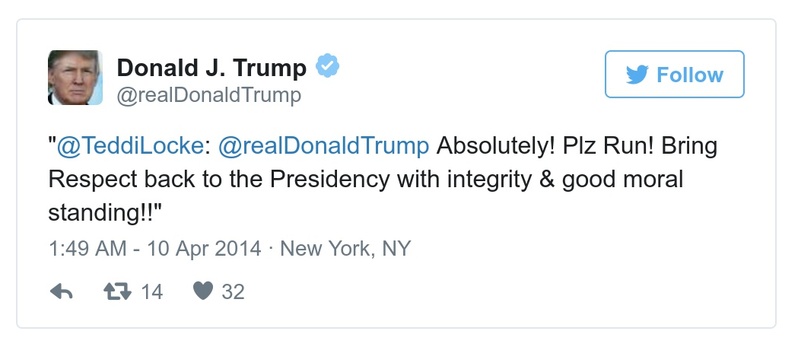 Donald J. Trump
@realDonaldTrump
Follow
"@TeddiLocke: @realDonaldTrump Absolutely! Plz Run! Bring
Respect back to the Presidency with integrity & good moral
standing!!"
1:49 AM - 10 Apr 2014 · New York, NY
14 32